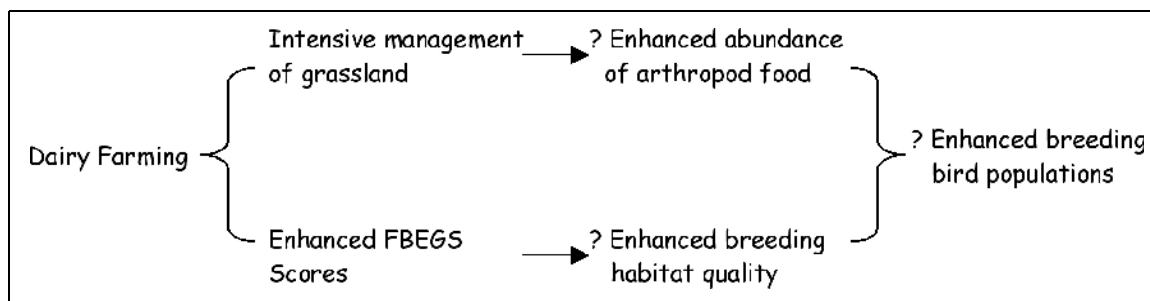 Dairy Farming
Intensive management
of grassland
? Enhanced abundance
of arthropod food
Enhanced FBEGS
Scores
? Enhanced breeding
habitat quality
? Enhanced breeding
bird populations